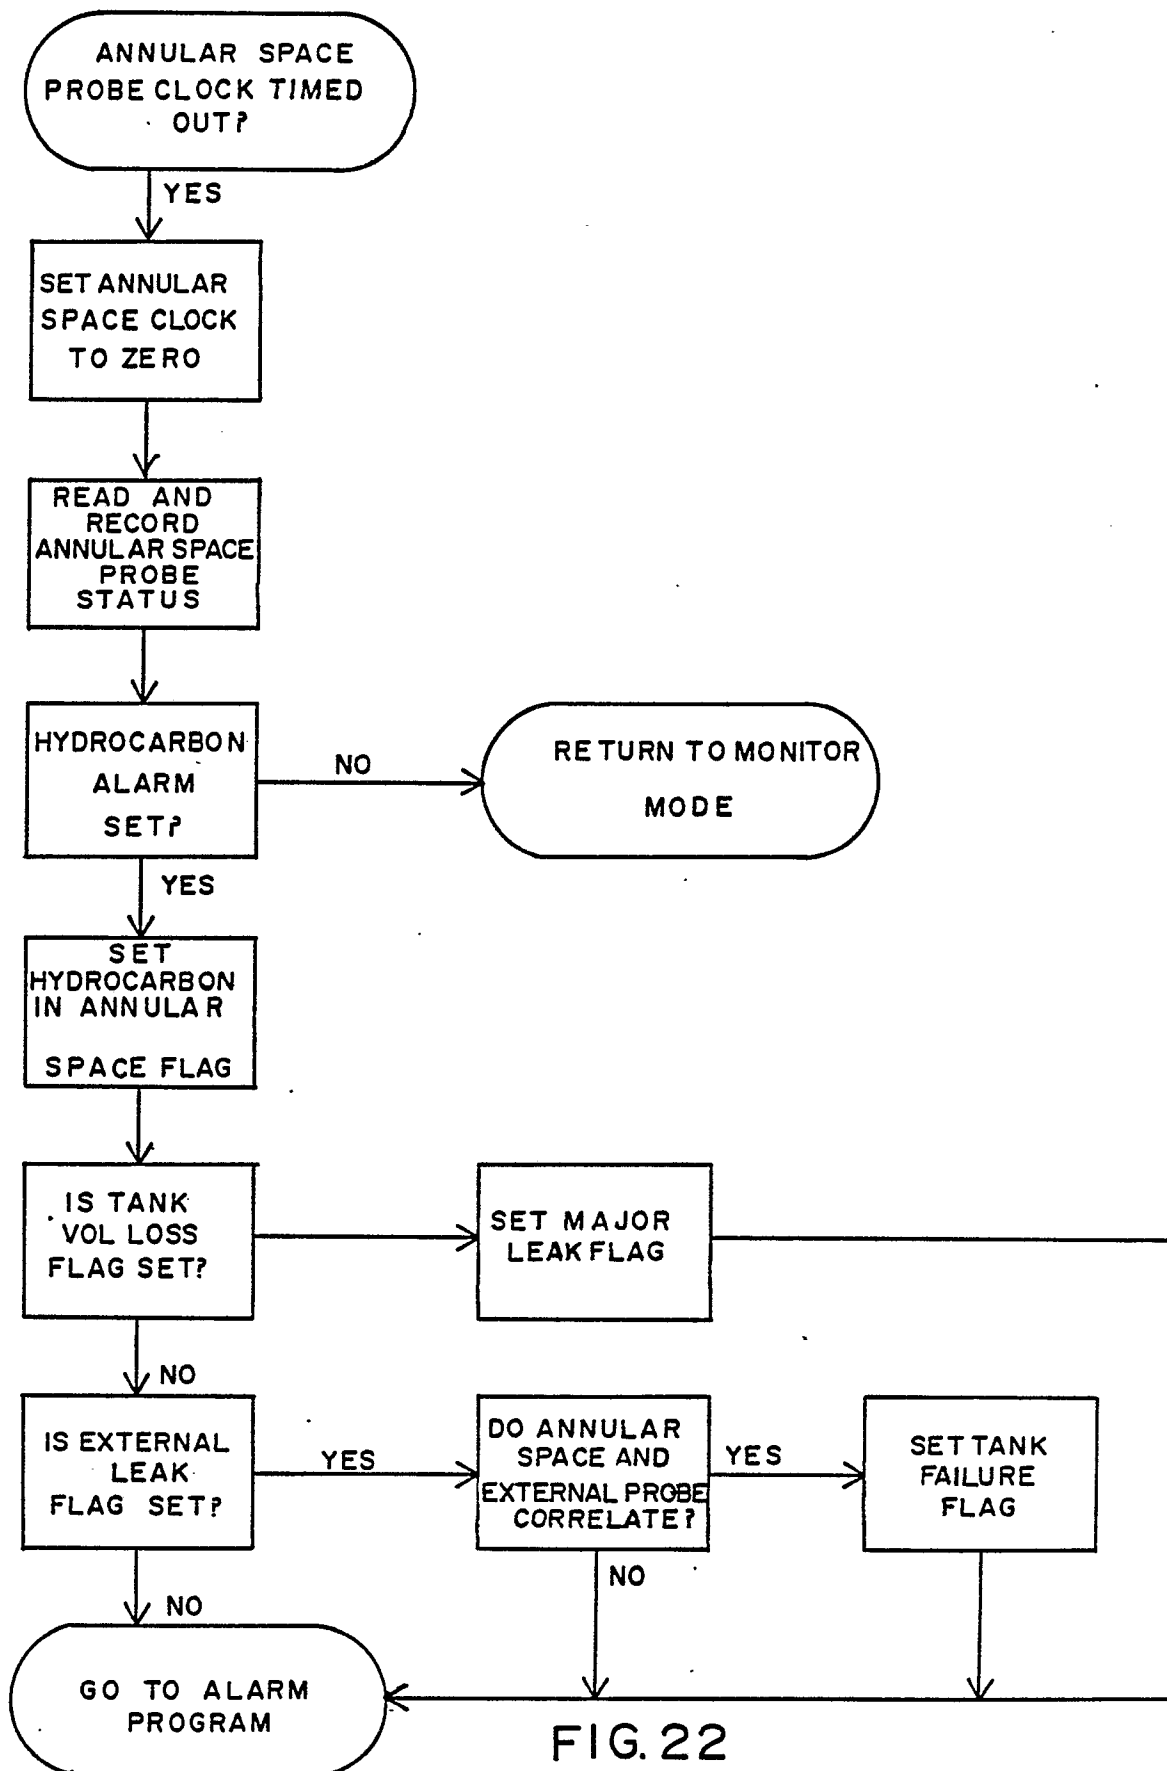 ANNULAR SPACE
PROBE CLOCK TIMED
OUT?
YES
SET ANNULAR
SPACE CLOCK
TO ZERO
READ AND
RECORD
ANNULAR SPACE
PROBE
STATUS
HYDROCARBON
ALARM
SET?
NO
RETURN TO MONITOR
MODE
YES
SET
HYDROCARBON
IN ANNULAR
SPACE FLAG
IS TANK
VOL LOSS
FLAG SET?
SET MAJOR
LEAK FLAG
NO
IS EXTERNAL
LEAK
FLAG SET?
YES
DO ANNULAR
SPACE AND
EXTERNAL PROBE
CORRELATE?
YES
SET TANK
FAILURE
FLAG
NO
NO
GO TO ALARM
PROGRAM
FIG. 22